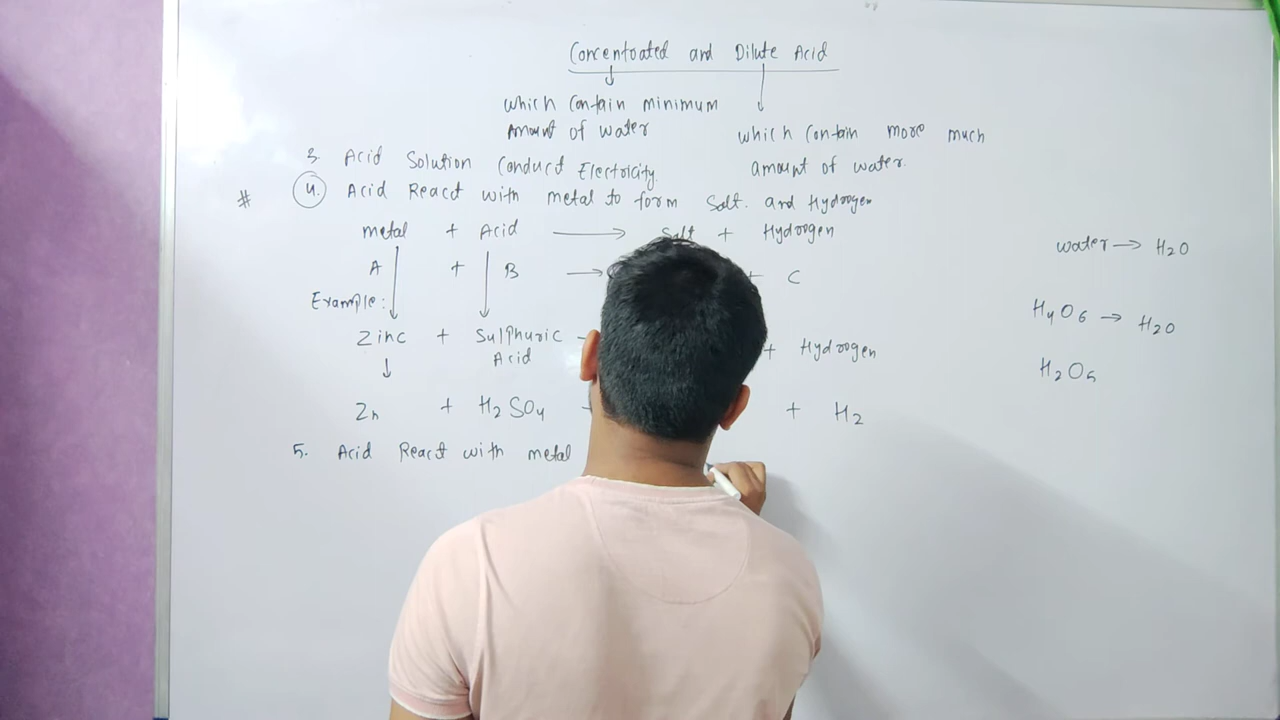 Concentrated and Dilute Acid
which contain minimum
Amount of water
which contain more much
amount of water.
3. Acid Solution Conduct Electricity.
# 4. Acid React with metal to form Salt. and Hydrogen
metal + Acid → Salt + Hydrogen
A + B → + C
Example:
Zinc + Sulphuric Acid + Hydrogen
Zn + H2SO4 + H2
5. Acid React with metal
water → H2O
H4O6 → H2O